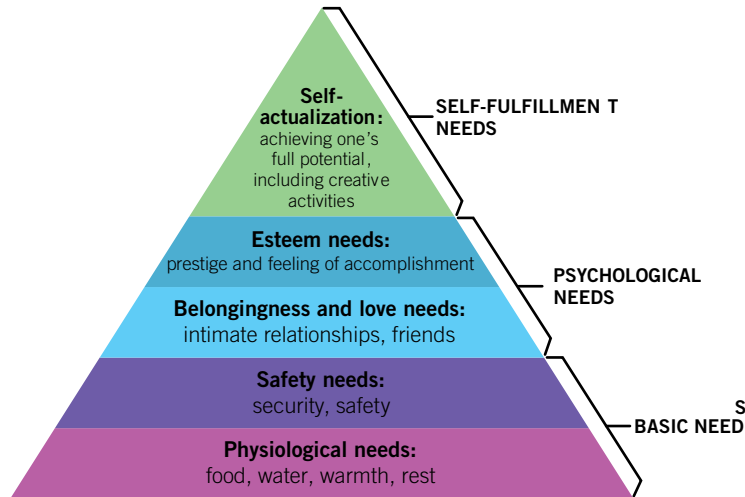 Self-
actualization:
achieving one's
full potential,
including creative
activities
SELF-FULFILLMEN T
NEEDS
Esteem needs:
prestige and feeling of accomplishment
Belongingness and love needs:
intimate relationships, friends
PSYCHOLOGICAL
NEEDS
Safety needs:
security, safety
S
BASIC NEED
Physiological needs:
food, water, warmth, rest